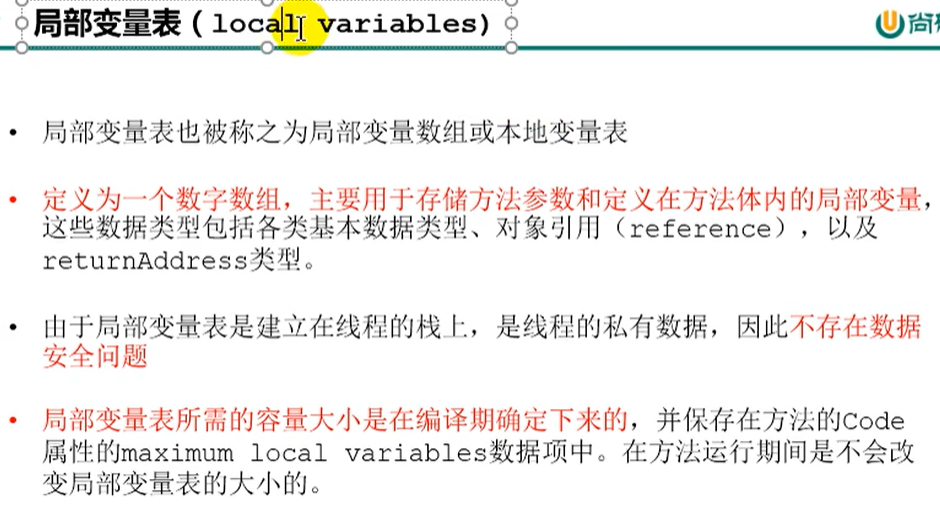 局部变量表（local variables）
尚
• 局部变量表也被称之为局部变量数组或本地变量表
• 定义为一个数字数组，主要用于存储方法参数和定义在方法体内的局部变量，
这些数据类型包括各类基本数据类型、对象引用（reference），以及
returnAddress类型。
• 由于局部变量表是建立在线程的栈上，是线程的私有数据，因此不存在数据
安全问题
• 局部变量表所需的容量大小是在编译期确定下来的，并保存在方法的Code
属性的maximum local variables数据项中。在方法运行期间是不会改
变局部变量表的大小的。